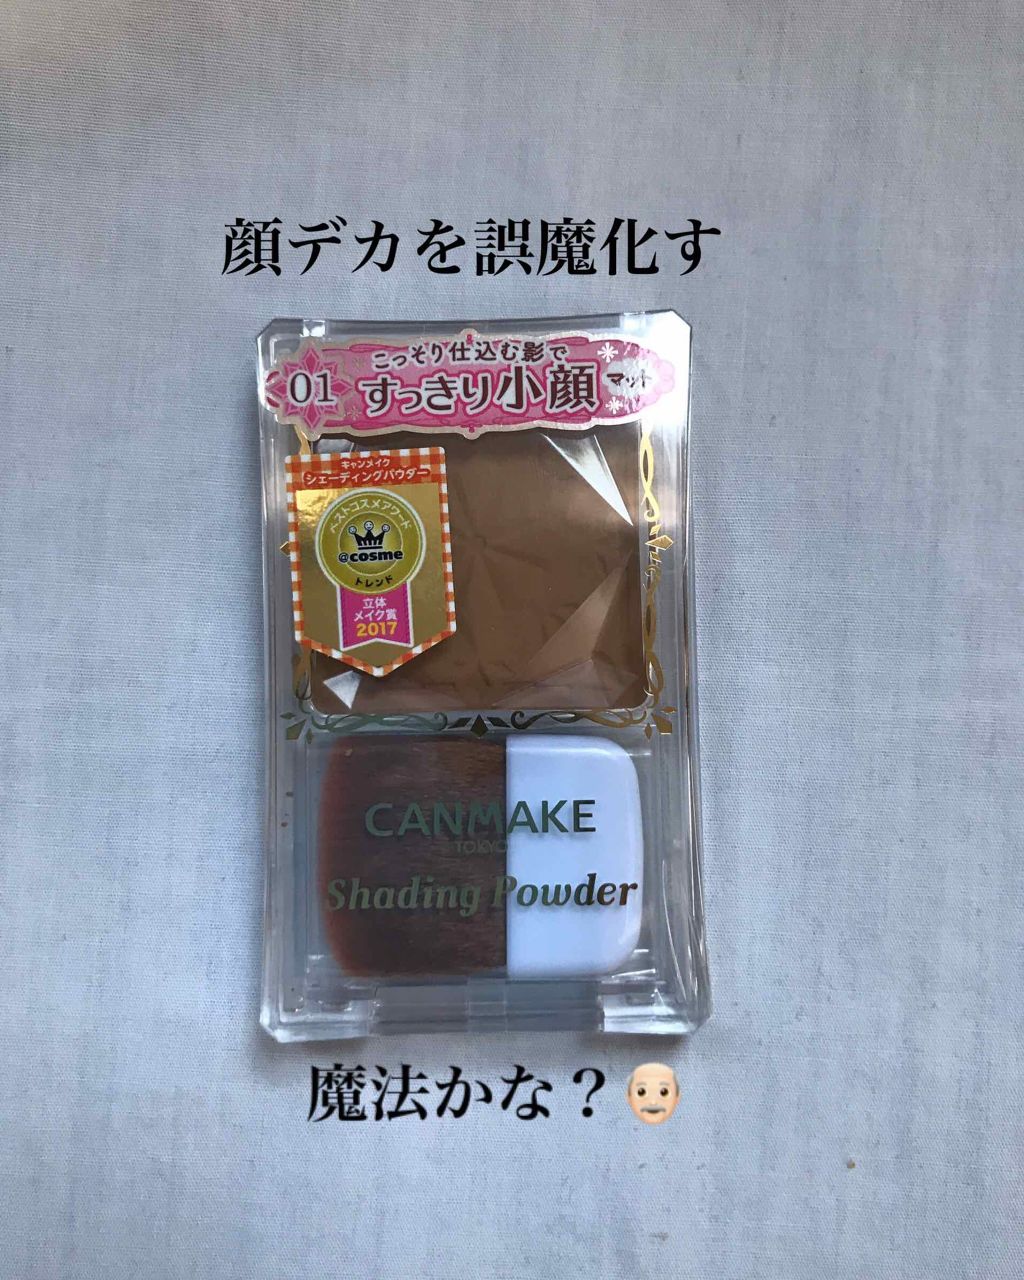 顔デカを誤魔化す
こっそり仕込む影で
01
すっきり小顔
マット
キャンメイク
シェーディングパウダー
ベストコスメアワード
@cosme
トレンド
立体
メイク賞
2017
CANMAKE
TOKYO
Shading Powder
魔法かな？👴🏻